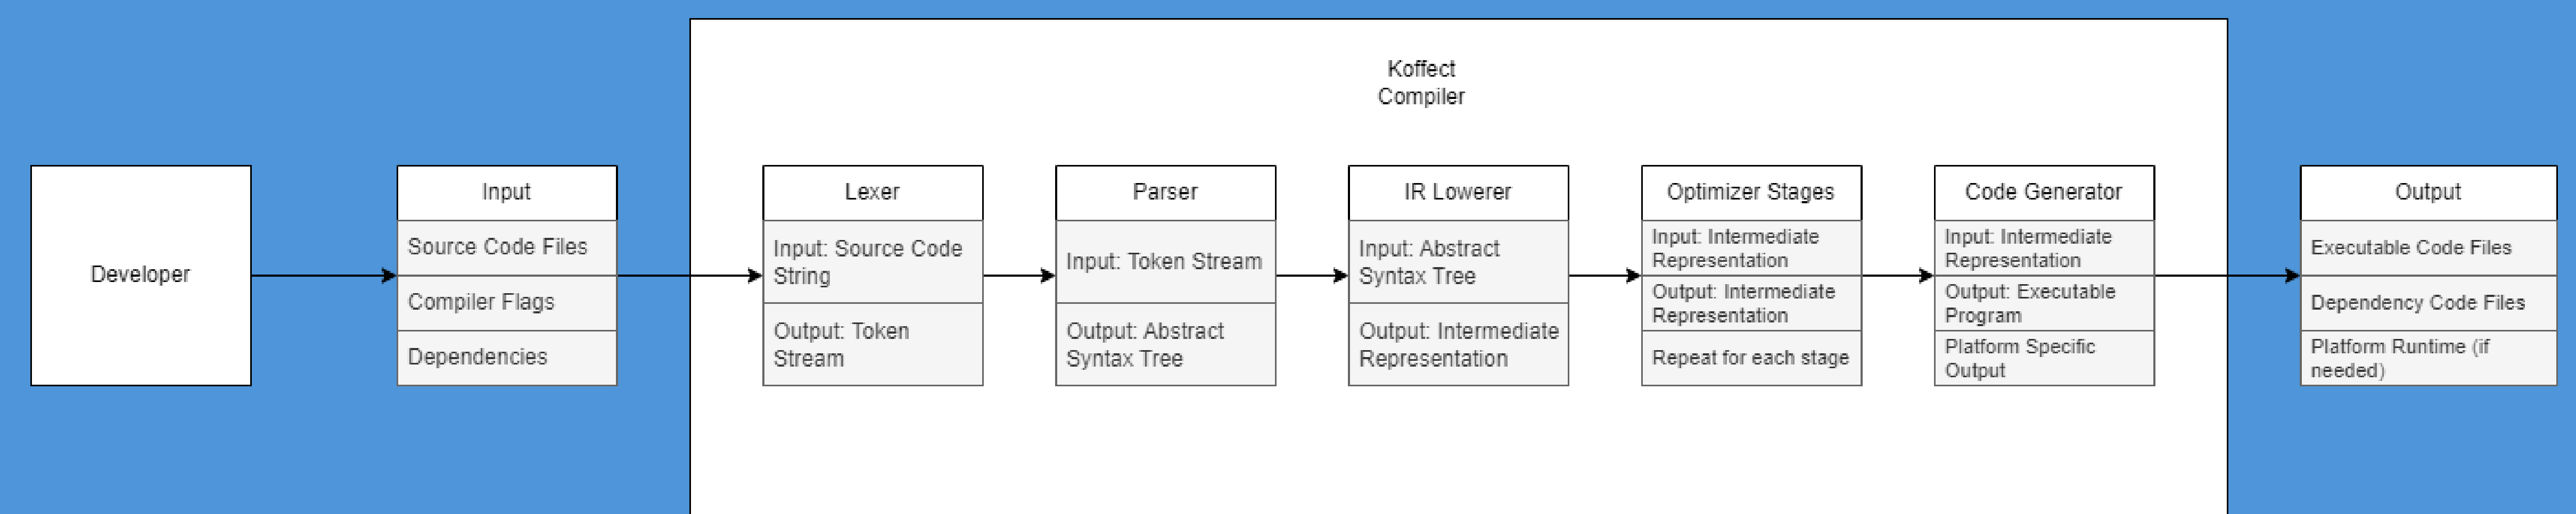 Koffect
Compiler
Developer
Input
Source Code Files
Compiler Flags
Dependencies
Lexer
Input: Source Code
String
Output: Token
Stream
Parser
Input: Token Stream
Output: Abstract
Syntax Tree
IR Lowerer
Input: Abstract
Syntax Tree
Output: Intermediate
Representation
Optimizer Stages
Input: Intermediate
Representation
Output: Intermediate
Representation
Repeat for each stage
Code Generator
Input: Intermediate
Representation
Output: Executable
Program
Platform Specific
Output
Output
Executable Code Files
Dependency Code Files
Platform Runtime (if
needed)